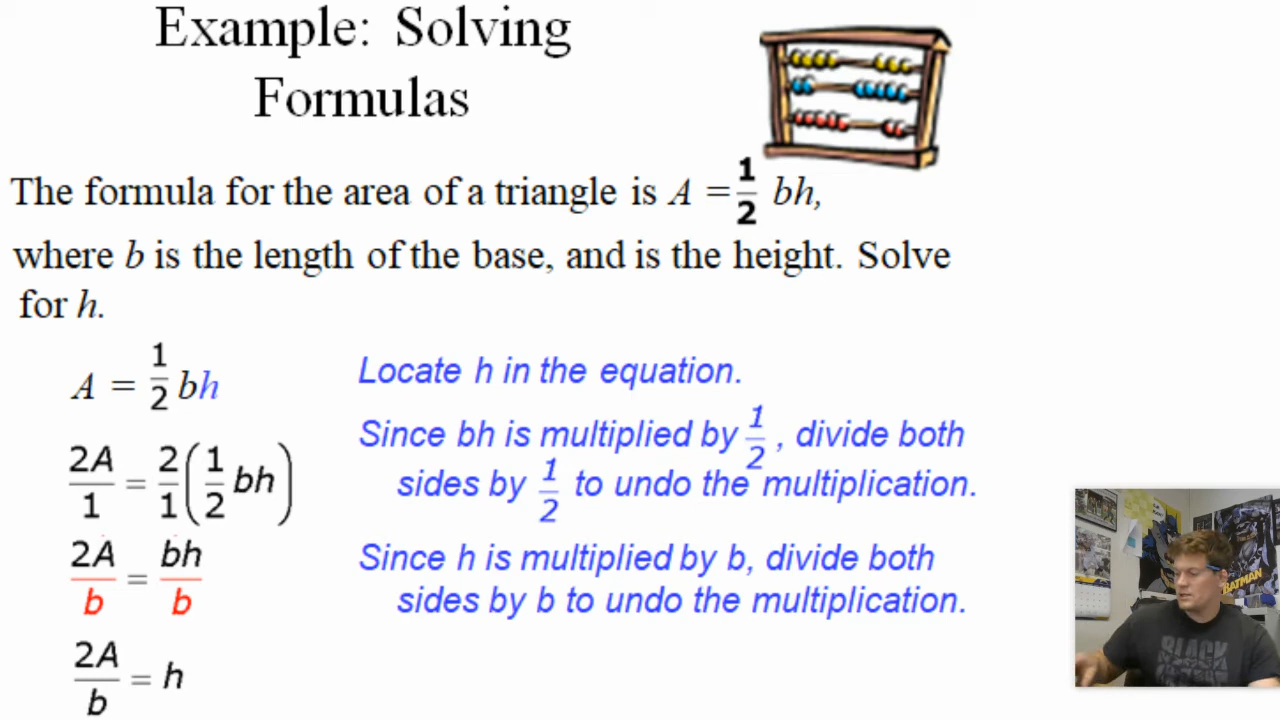 Example: Solving
Formulas
The formula for the area of a triangle is A = 1/2 bh,
where b is the length of the base, and is the height. Solve
for h.
A = 1/2 bh
Locate h in the equation.
2A/1 = 2/1 (1/2 bh)
Since bh is multiplied by 1/2 , divide both
sides by 1/2 to undo the multiplication.
2A/b = bh/b
Since h is multiplied by b, divide both
sides by b to undo the multiplication.
2A/b = h
BATMAN
BLACK